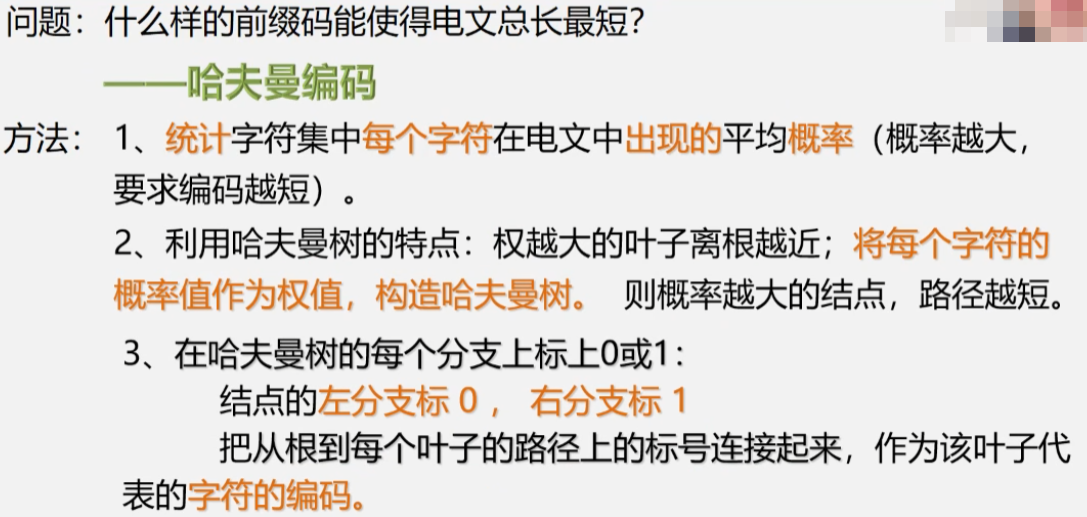 问题：什么样的前缀码能使得电文总长最短？
——哈夫曼编码
方法： 1、统计字符集中每个字符在电文中出现的平均概率（概率越大，
要求编码越短）。
2、利用哈夫曼树的特点：权越大的叶子离根越近；将每个字符的
概率值作为权值，构造哈夫曼树。 则概率越大的结点，路径越短。
3、在哈夫曼树的每个分支上标上0或1：
结点的左分支标 0 ， 右分支标 1
把从根到每个叶子的路径上的标号连接起来，作为该叶子代
表的字符的编码。